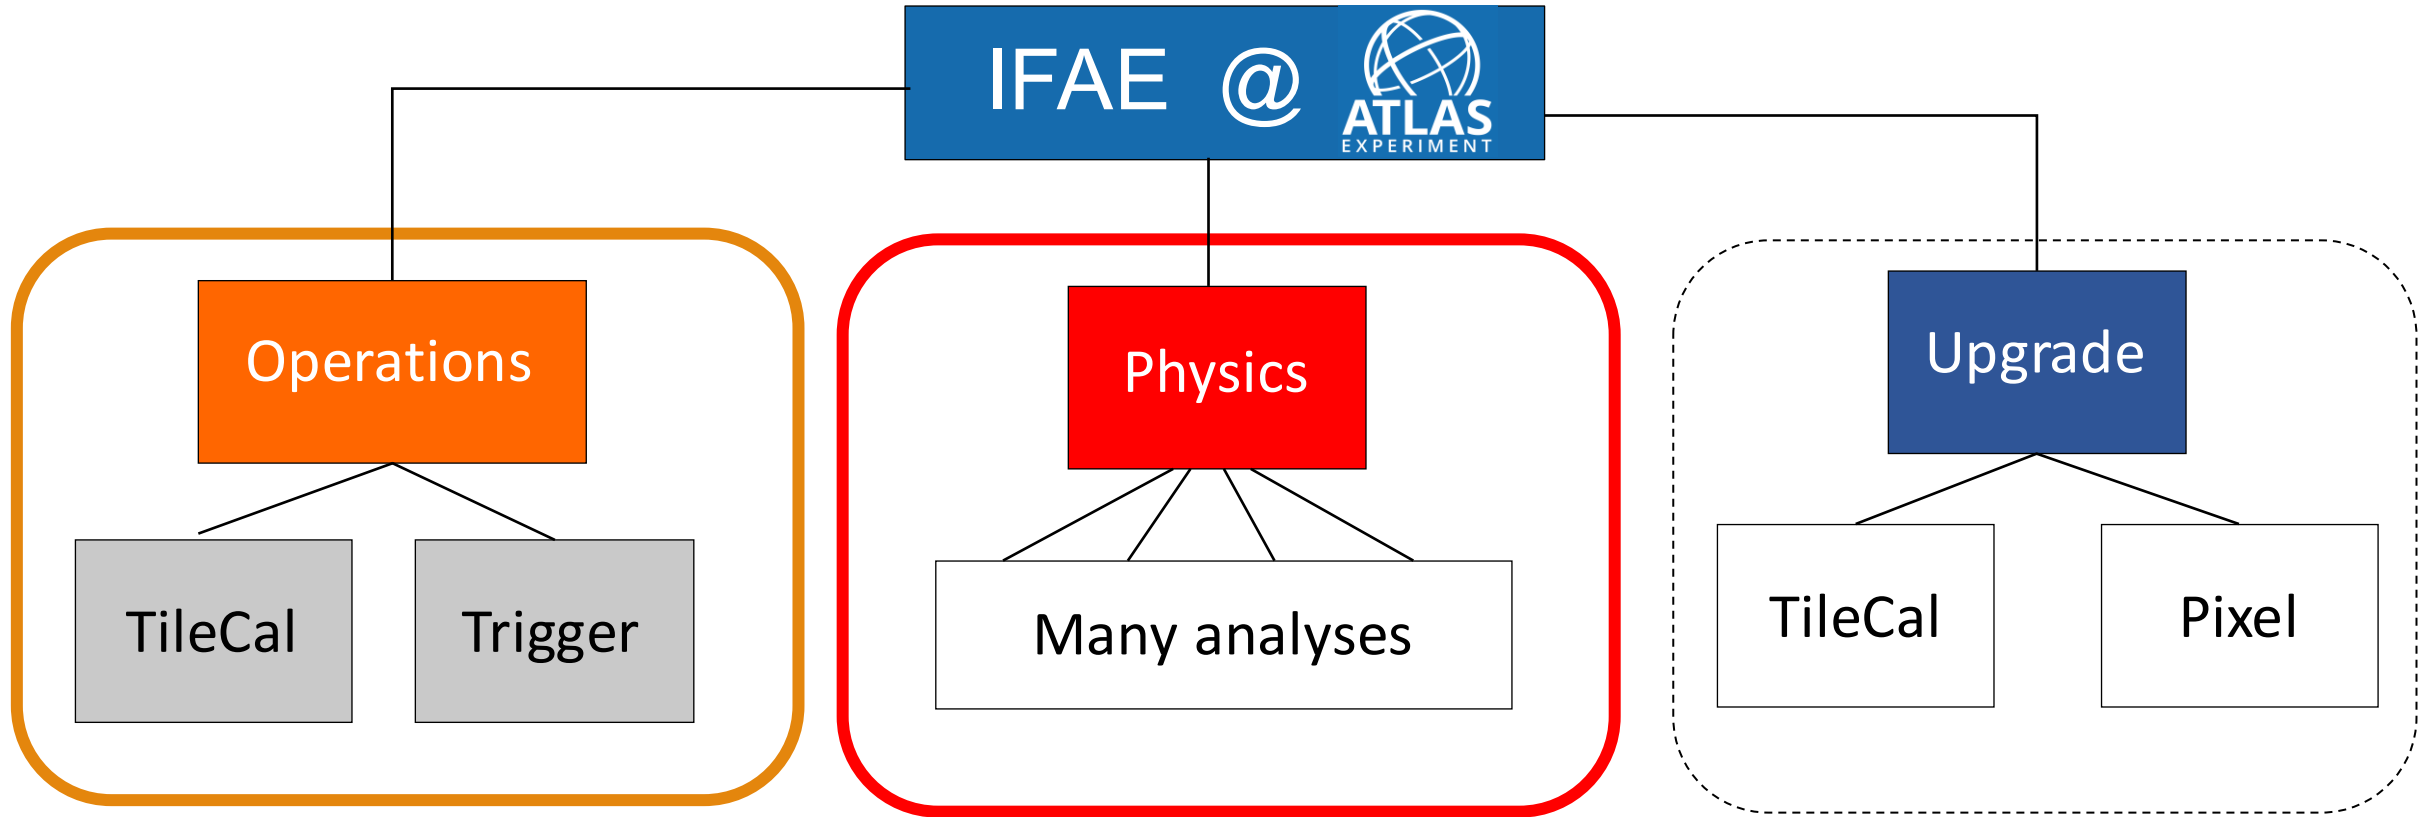 IFAE @ ATLAS
EXPERIMENT
Operations
Physics
Upgrade
TileCal
Trigger
Many analyses
TileCal
Pixel